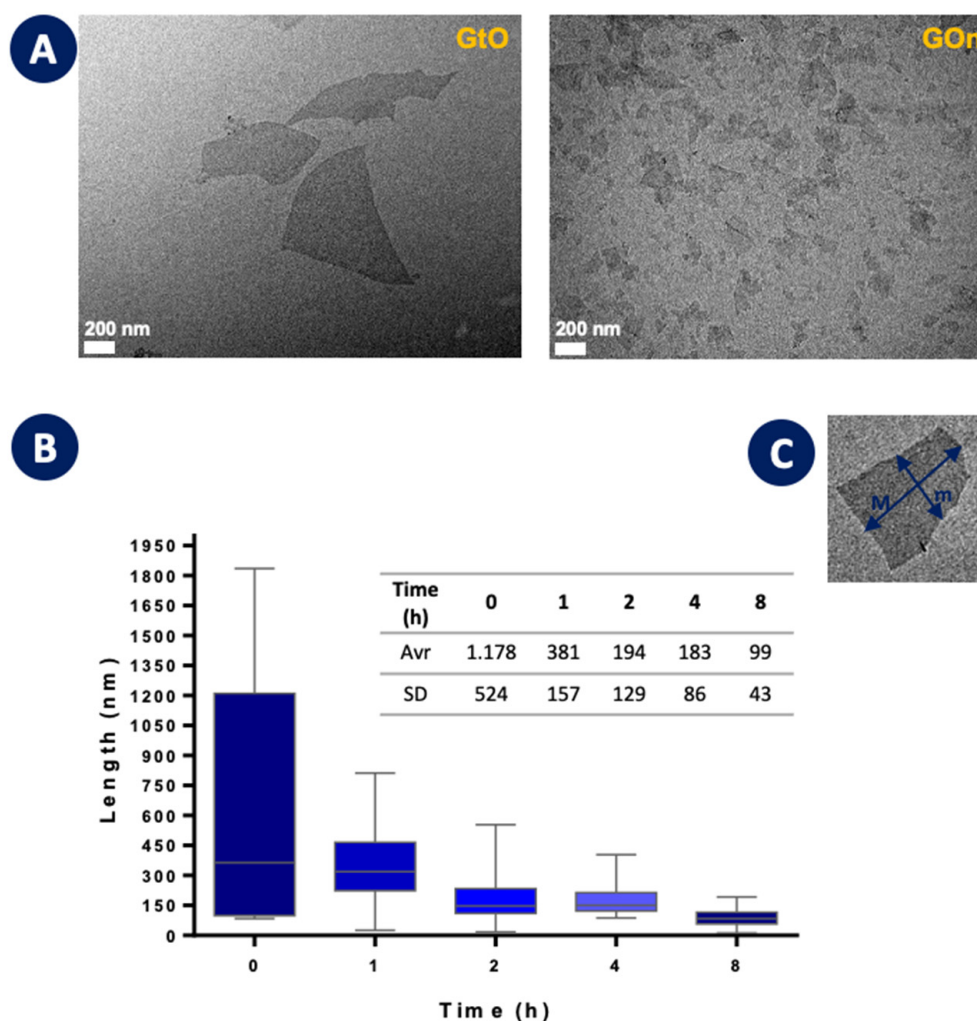 A
GtO
200 nm
GOn
200 nm
B
C
M
m
Length (nm)
1950
1800
1650
1500
1350
1200
1050
900
750
600
450
300
150
0
Time (h) 0 1 2 4 8
Avr 1.178 381 194 183 99
SD 524 157 129 86 43
0 1 2 4 8
Time (h)